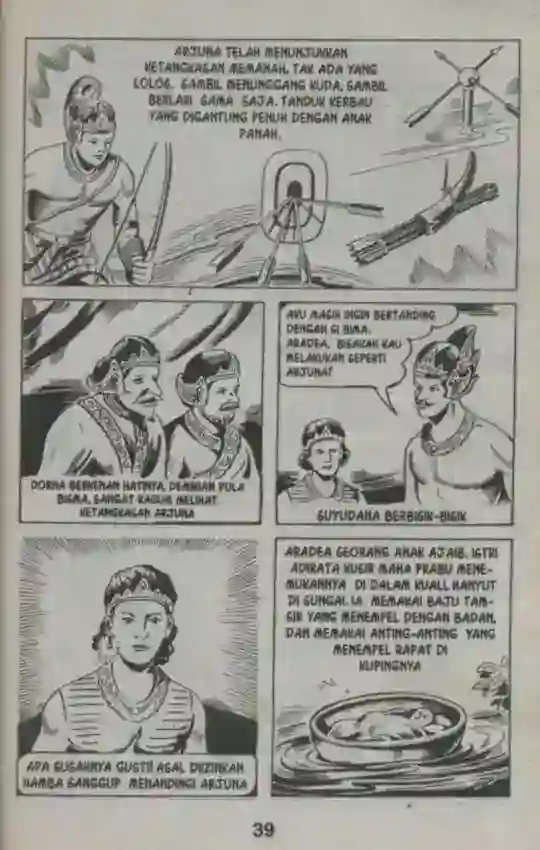 ARJUNA TELAH MENUNJUKKAN
KETANGKASAN MEMANAH, TAK ADA YANG
LOLOS. SAMBIL MENUNGGANG KUDA, SAMBIL
BERLARI SAMA SAJA. TANDUK KERBAU
YANG DIGANTUNG PENUH DENGAN ANAK
PANAH.
DORNA BERKENAN HATINYA, DEMIKIAN PULA
BISMA, SANGAT KAGUM MELIHAT
KETANGKASAN ARJUNA
AKU MASIH INGIN BERTANDING
DENGAN SI BIMA.
ARADEA, BISAKAH KAU
MELAKUKAN SEPERTI
ARJUNA?
SUYUDANA BERBISIK-BISIK
APA SUSAHNYA GUSTI! ASAL DIIZINKAN
HAMBA SANGGUP MENANDINGI ARJUNA
ARADEA SEORANG ANAK AJAIB. ISTRI
ADIRATA KUSIR MAHA PRABU MENE-
MUKANNYA DI DALAM KUALI HANYUT
DI SUNGAI. IA MEMAKAI BAJU TAM-
SIR YANG MENEMPEL DENGAN BADAN,
DAN MEMAKAI ANTING-ANTING YANG
MENEMPEL RAPAT DI
KUPINGNYA
39